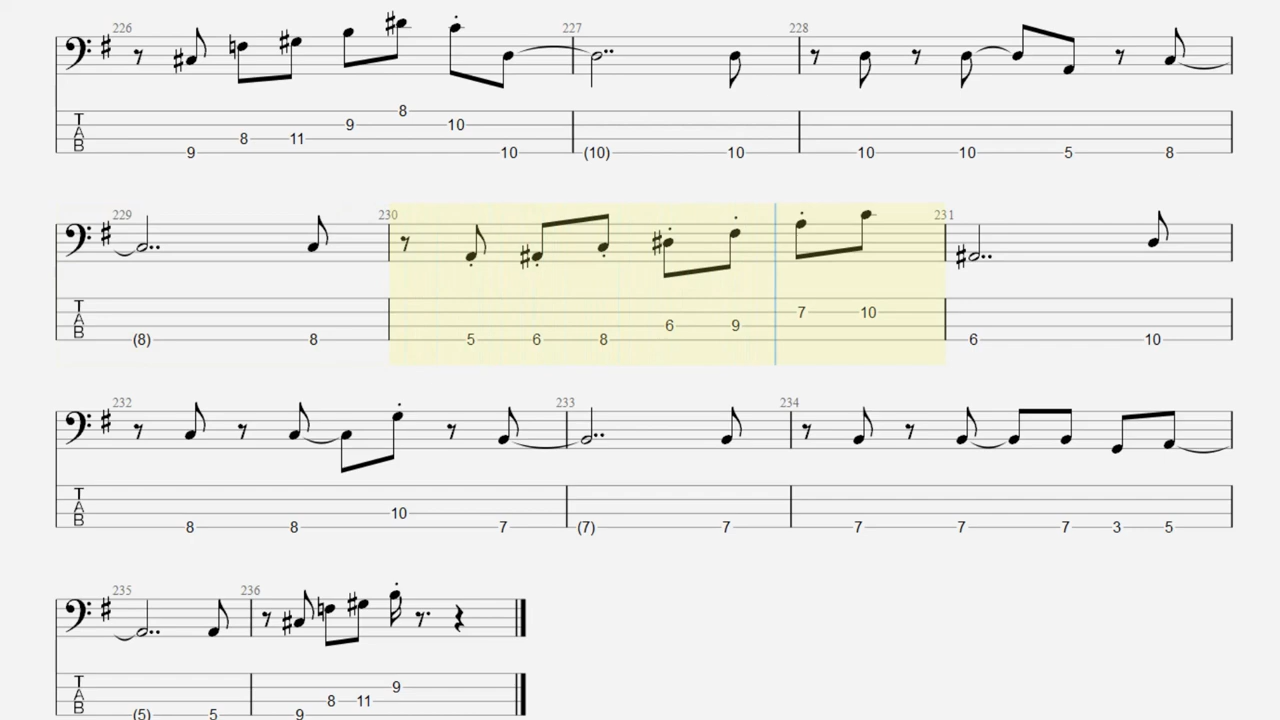 226 227 228
8
T 9 10
A 8 11
B 9 10 (10) 10 10 10 5 8
229 230 231
T 7 10
A 6 9
B (8) 8 5 6 8 6 10
232 233 234
T
A 10
B 8 8 7 (7) 7 7 7 7 3 5
235 236
T 9
A 8 11
B (5) 5 9